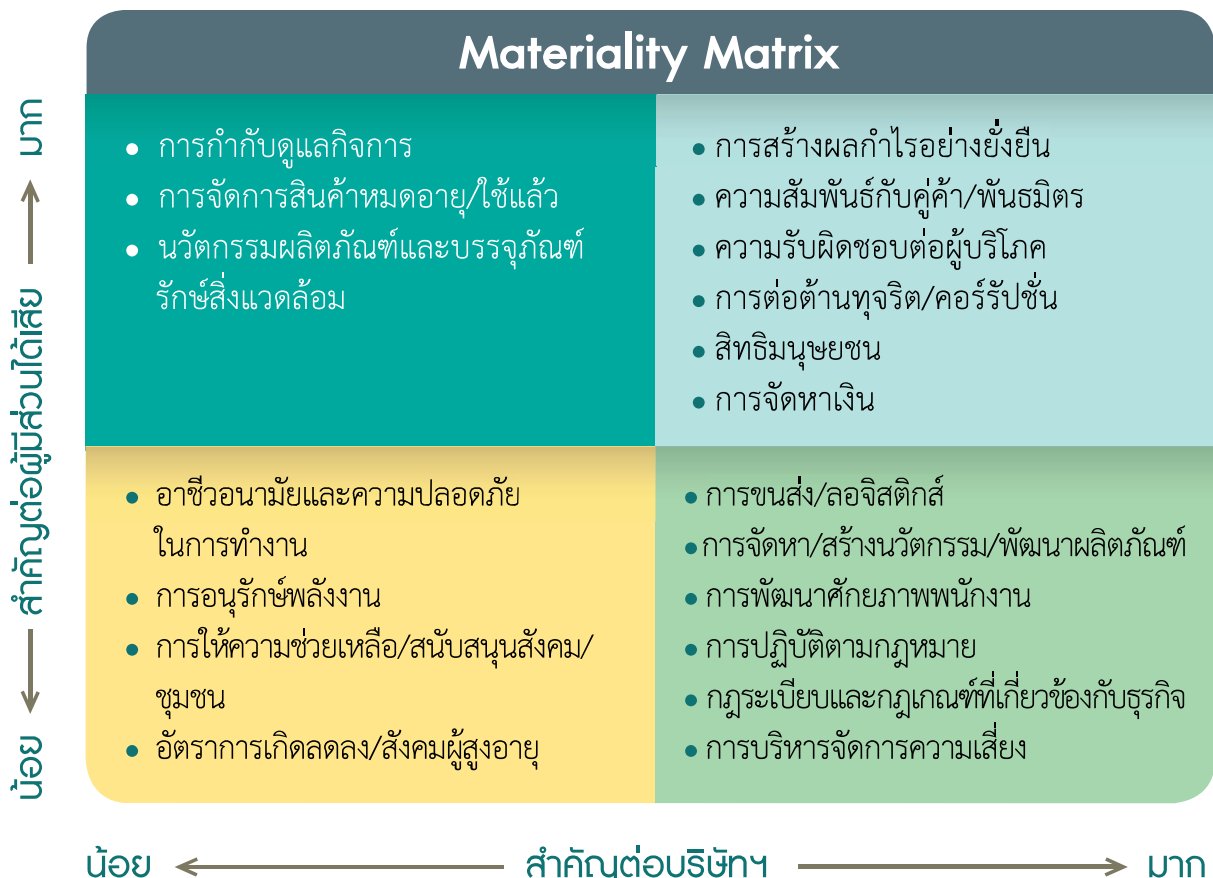 Materiality Matrix
มาก
สำคัญต่อผู้มีส่วนได้เสีย
น้อย
• การกำกับดูแลกิจการ
• การจัดการสินค้าหมดอายุ/ใช้แล้ว
• นวัตกรรมผลิตภัณฑ์และบรรจุภัณฑ์
รักษ์สิ่งแวดล้อม
• การสร้างผลกำไรอย่างยั่งยืน
• ความสัมพันธ์กับคู่ค้า/พันธมิตร
• ความรับผิดชอบต่อผู้บริโภค
• การต่อต้านทุจริต/คอร์รัปชั่น
• สิทธิมนุษยชน
• การจัดหาเงิน
• อาชีวอนามัยและความปลอดภัย
ในการทำงาน
• การอนุรักษ์พลังงาน
• การให้ความช่วยเหลือ/สนับสนุนสังคม/
ชุมชน
• อัตราการเกิดลดลง/สังคมผู้สูงอายุ
• การขนส่ง/ลอจิสติกส์
• การจัดหา/สร้างนวัตกรรม/พัฒนาผลิตภัณฑ์
• การพัฒนาศักยภาพพนักงาน
• การปฏิบัติตามกฎหมาย
• กฎระเบียบและกฎเกณฑ์ที่เกี่ยวข้องกับธุรกิจ
• การบริหารจัดการความเสี่ยง
น้อย สำคัญต่อบริษัทฯ มาก